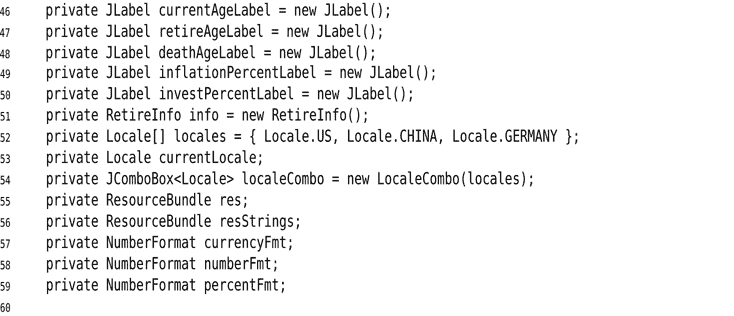 46 private JLabel currentAgeLabel = new JLabel();
47 private JLabel retireAgeLabel = new JLabel();
48 private JLabel deathAgeLabel = new JLabel();
49 private JLabel inflationPercentLabel = new JLabel();
50 private JLabel investPercentLabel = new JLabel();
51 private RetireInfo info = new RetireInfo();
52 private Locale[] locales = { Locale.US, Locale.CHINA, Locale.GERMANY };
53 private Locale currentLocale;
54 private JComboBox<Locale> localeCombo = new LocaleCombo(locales);
55 private ResourceBundle res;
56 private ResourceBundle resStrings;
57 private NumberFormat currencyFmt;
58 private NumberFormat numberFmt;
59 private NumberFormat percentFmt;
60